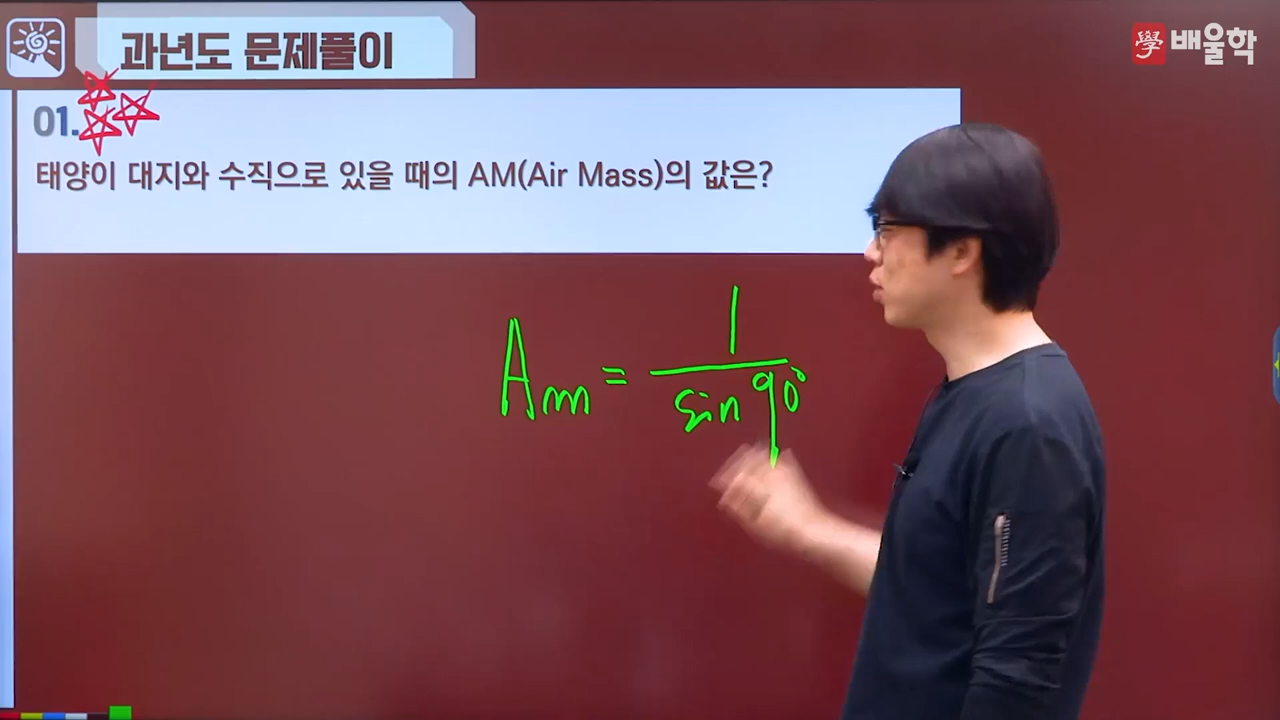 과년도 문제풀이
學 배울학
01.
태양이 대지와 수직으로 있을 때의 AM(Air Mass)의 값은?
Am = 1
sin 90°